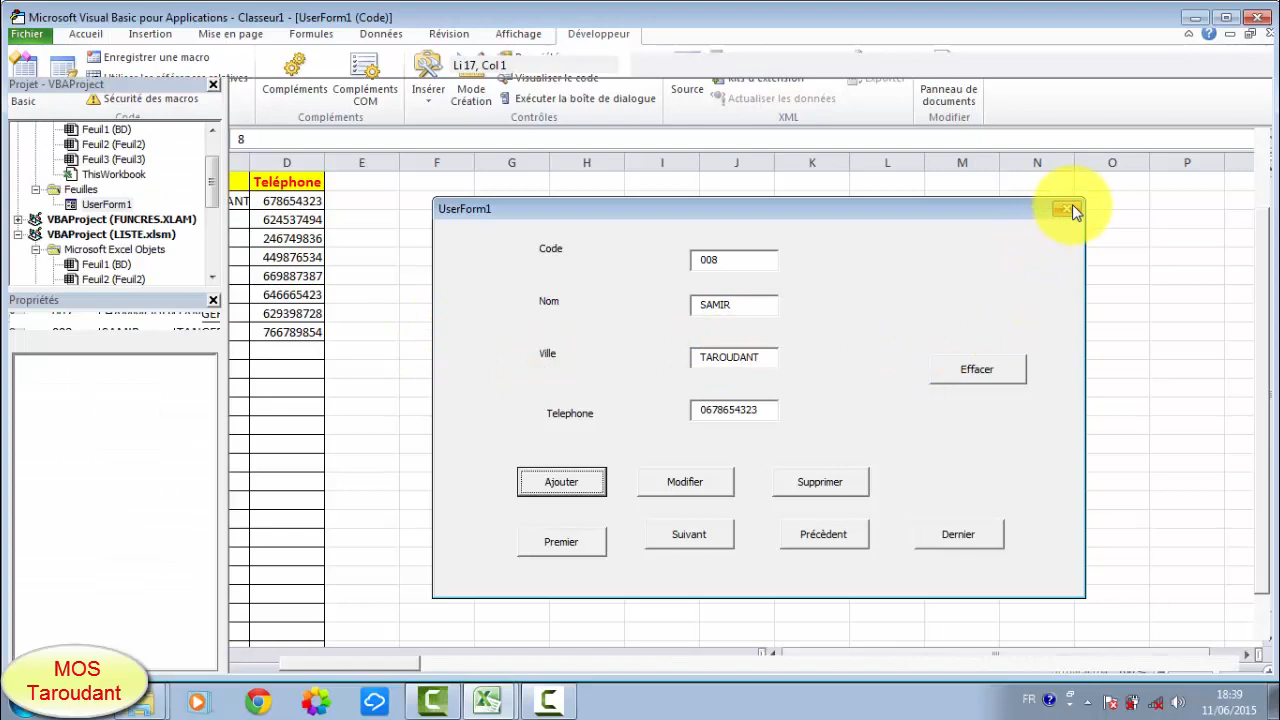 Microsoft Visual Basic pour Applications - Classeur1 - [UserForm1 (Code)]
Fichier Accueil Insertion Mise en page Formules Données Révision Affichage Développeur
Enregistrer une macro
Li 17, Col 1
Visualiser le code
Exécuter la boîte de dialogue
Actualiser les données
Projet - VBAProject
Basic
Sécurité des macros
Compléments
Compléments COM
Insérer
Mode Création
Source
Panneau de documents
Compléments Contrôles XML Modifier
Feuil1 (BD)
Feuil2 (Feuil2)
Feuil3 (Feuil3)
ThisWorkbook
Feuilles
UserForm1
VBAProject (FUNCRES.XLAM)
VBAProject (LISTE.xlsm)
Microsoft Excel Objets
Feuil1 (BD)
Feuil2 (Feuil2)
Propriétés
8
D E F G H I J K L M N O P
Teléphone
678654323
624537494
246749836
449876534
669887387
646665423
629398728
766789854
UserForm1
Code 008
Nom SAMIR
Ville TAROUDANT
Telephone 0678654323
Effacer
Ajouter Modifier Supprimer
Premier Suivant Précèdent Dernier
MOS
Taroudant
FR
18:39
11/06/2015